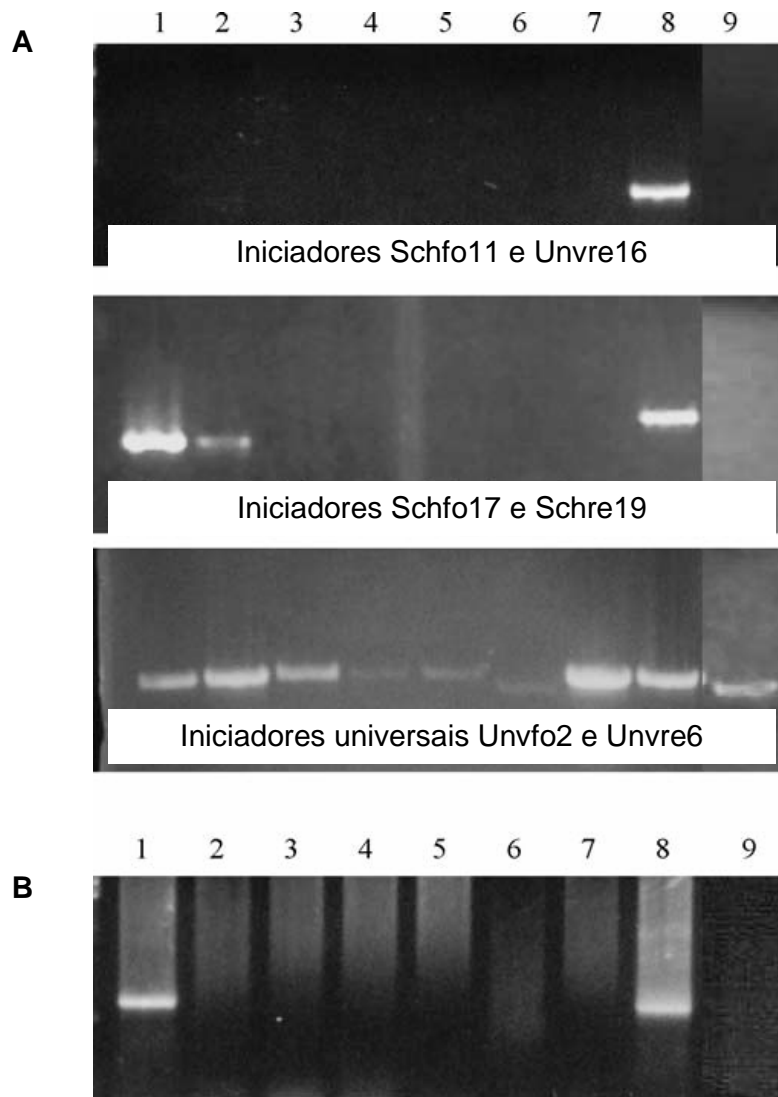 1 2 3 4 5 6 7 8 9
A
Iniciadores Schfo11 e Unvre16
Iniciadores Schfo17 e Schre19
Iniciadores universais Unvfo2 e Unvre6
1 2 3 4 5 6 7 8 9
B